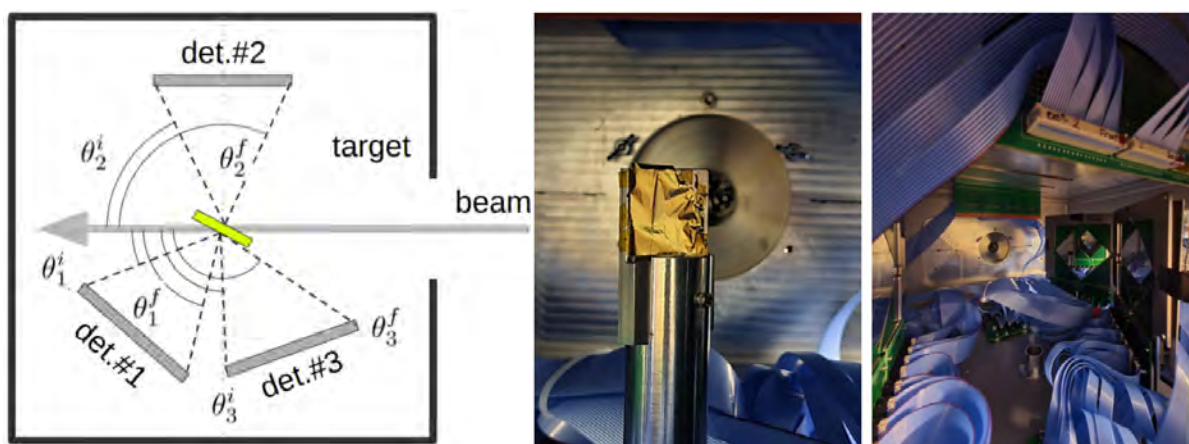 det.#2
θ₂ⁱ
θ₂ᶠ
target
beam
θ₁ⁱ
θ₁ᶠ
det.#1
θ₃ⁱ
det.#3
θ₃ᶠ